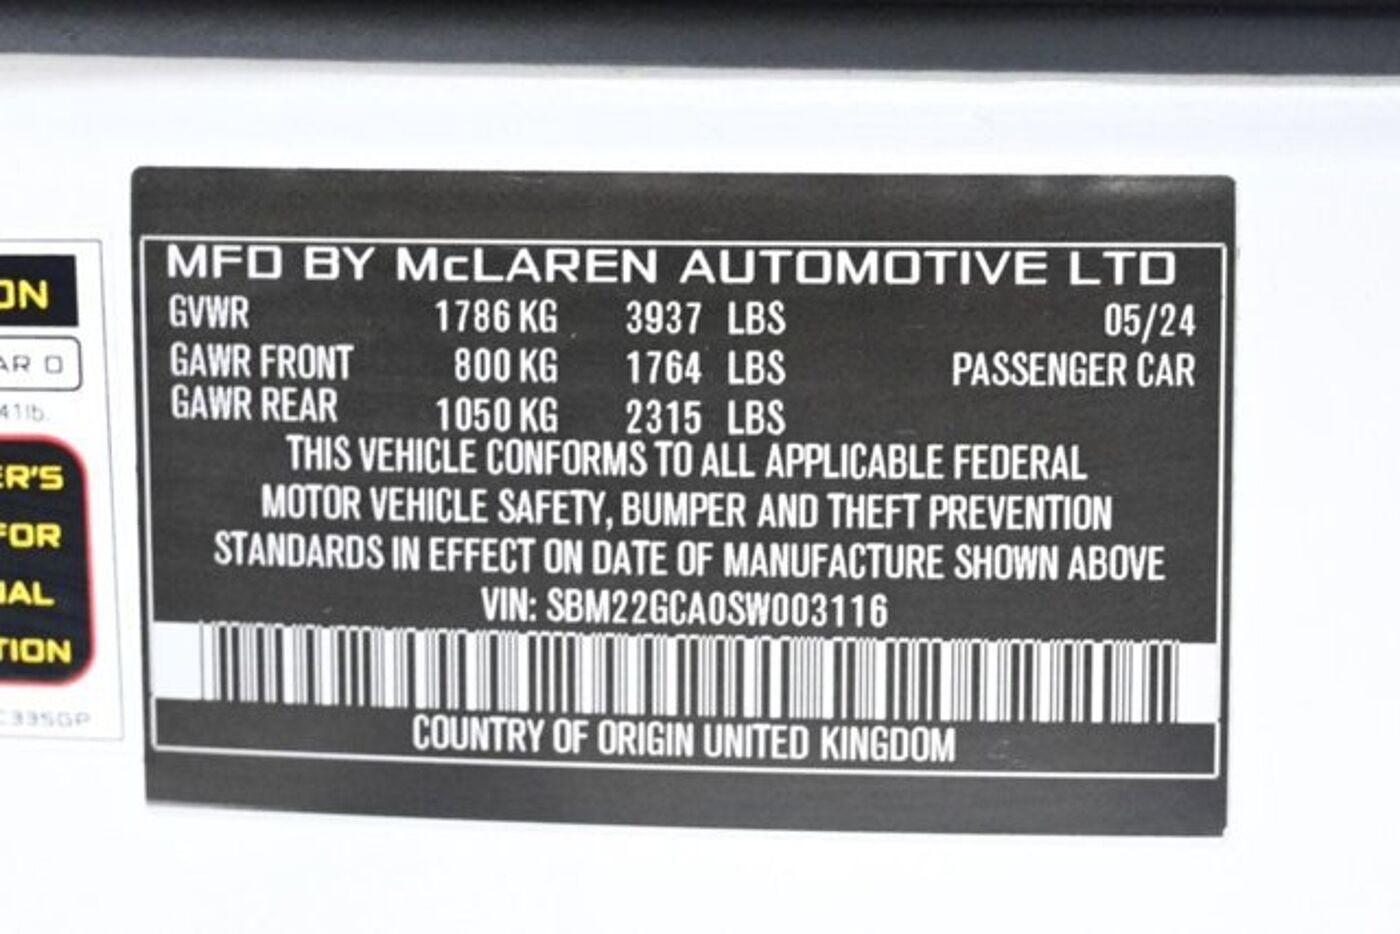 MFD BY McLAREN AUTOMOTIVE LTD
GVWR 1786 KG 3937 LBS 05/24
GAWR FRONT 800 KG 1764 LBS PASSENGER CAR
GAWR REAR 1050 KG 2315 LBS
THIS VEHICLE CONFORMS TO ALL APPLICABLE FEDERAL
MOTOR VEHICLE SAFETY, BUMPER AND THEFT PREVENTION
STANDARDS IN EFFECT ON DATE OF MANUFACTURE SHOWN ABOVE
VIN: SBM22GCA0SW003116
COUNTRY OF ORIGIN UNITED KINGDOM
ON
AR 0
41lb.
ER'S
FOR
IAL
TION